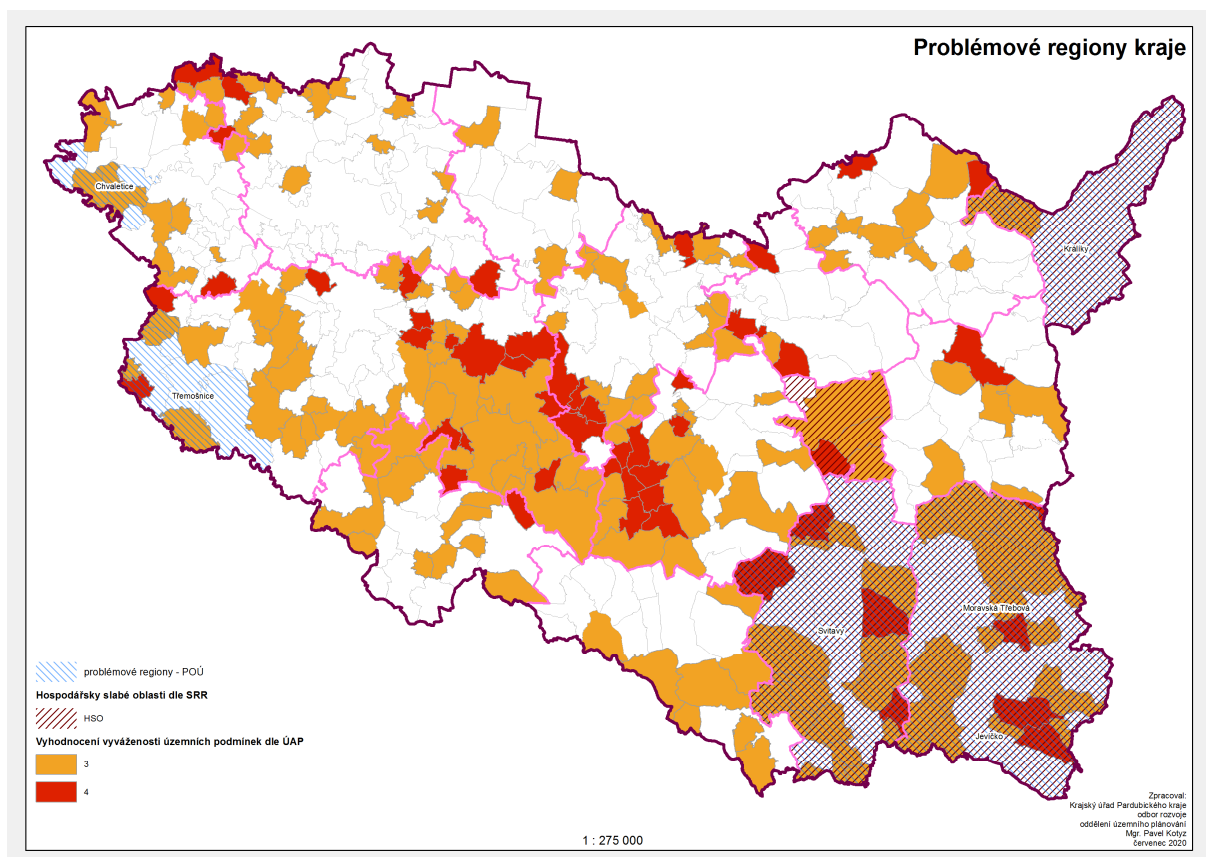 Problémové regiony kraje
Chvaletice
Králíky
Třemošnice
Moravská Třebová
Svitavy
Jevíčko
problémové regiony - POÚ
Hospodářsky slabé oblasti dle SRR
HSO
Vyhodnocení vyváženosti územních podmínek dle ÚAP
3
4
1 : 275 000
Zpracoval:
Krajský úřad Pardubického kraje
odbor rozvoje
oddělení územního plánování
Mgr. Pavel Kotyz
červenec 2020